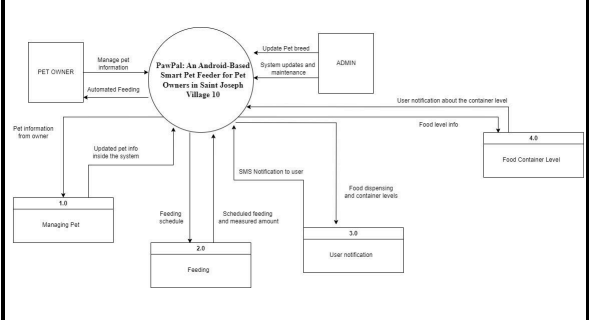 PET OWNER
Manage pet
information
Automated Feeding
PawPal: An Android-Based
Smart Pet Feeder for Pet
Owners in Saint Joseph
Village 10
Update Pet breed
System updates and
maintenance
ADMIN
User notification about the container level
Food level info
4.0
Food Container Level
Pet information
from owner
Updated pet info
inside the system
SMS Notification to user
Food dispensing
and container levels
1.0
Managing Pet
Feeding
schedule
Scheduled feeding
and measured amount
2.0
Feeding
3.0
User notification